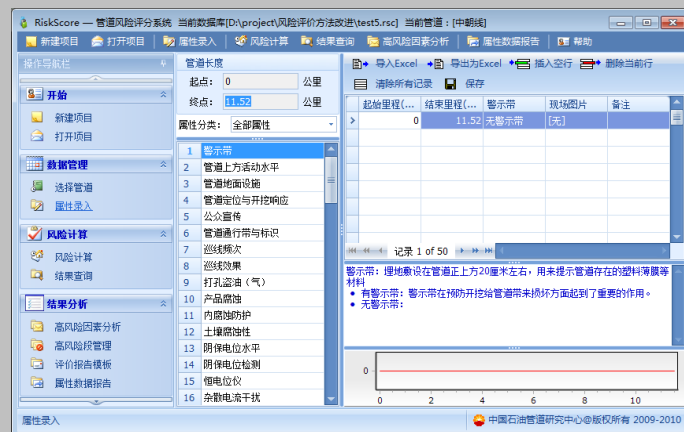 RiskScore — 管道风险评分系统 当前数据库[D:\project\风险评价方法改进\test5.rsc] 当前管道：[中朝线]
新建项目 打开项目 属性录入 风险计算 结果查询 高风险因素分析 属性数据报告 帮助
操作导航栏
开始
新建项目
打开项目
数据管理
选择管道
属性录入
风险计算
风险计算
结果查询
结果分析
高风险因素分析
高风险段管理
评价报告模板
属性数据报告
管道长度
起点： 0 公里
终点： 11.52 公里
属性分类： 全部属性
1 警示带
2 管道上方活动水平
3 管道地面设施
4 管道定位与开挖响应
5 公众宣传
6 管道通行带与标识
7 巡线频次
8 巡线效果
9 打孔盗油（气）
10 产品腐蚀
11 内腐蚀防护
12 土壤腐蚀性
13 阴保电位水平
14 阴保电位检测
15 恒电位仪
16 杂散电流干扰
导入Excel 导出为Excel 插入空行 删除当前行
清除所有记录 保存
起始里程(... 结束里程(... 警示带 现场图片 备注
0 11.52 无警示带 [无]
记录 1 of 50
警示带：埋地敷设在管道正上方20厘米左右，用来提示管道存在的塑料薄膜等
材料
● 有警示带：警示带在预防开挖给管道带来损坏方面起到了重要的作用。
● 无警示带：
0
0 2 4 6 8 10
属性录入
中国石油管道研究中心@版权所有 2009-2010